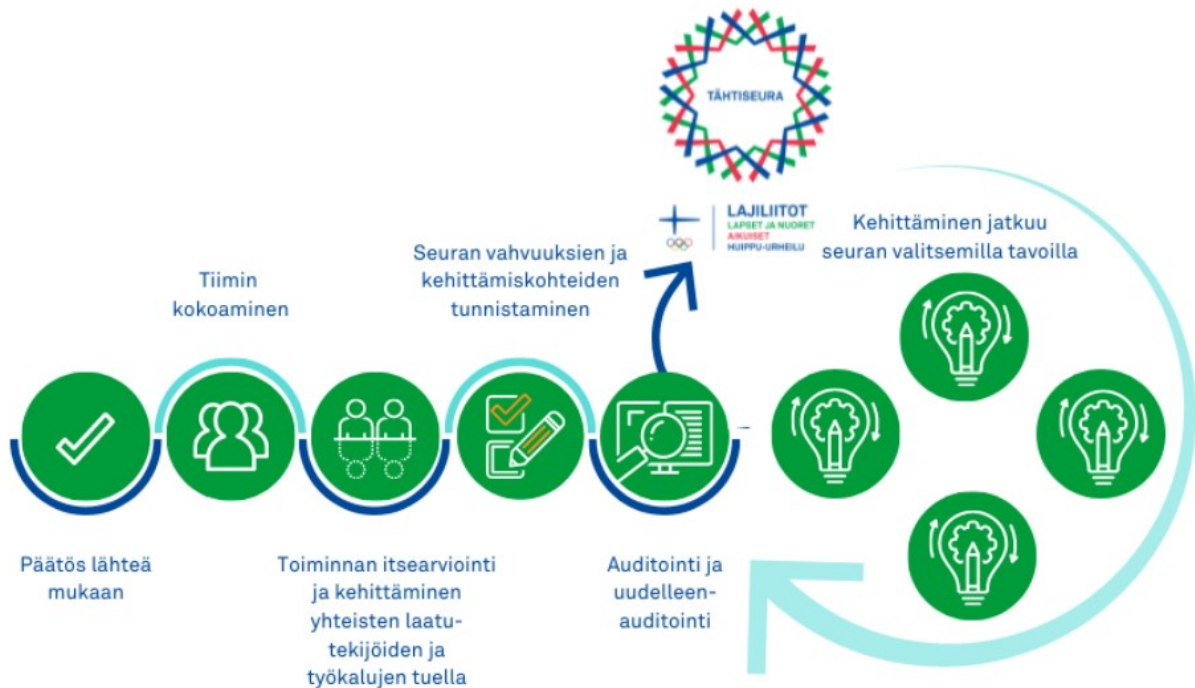 TÄHTISEURA
LAJILIITOT
LAPSET JA NUORET
AIKUISET
HUIPPU-URHEILU
Päätös lähteä
mukaan
Tiimin
kokoaminen
Toiminnan itsearviointi
ja kehittäminen
yhteisten laatu-
tekijöiden ja
työkalujen tuella
Seuran vahvuuksien ja
kehittämiskohteiden
tunnistaminen
Auditointi ja
uudelleen-
auditointi
Kehittäminen jatkuu
seuran valitsemilla tavoilla